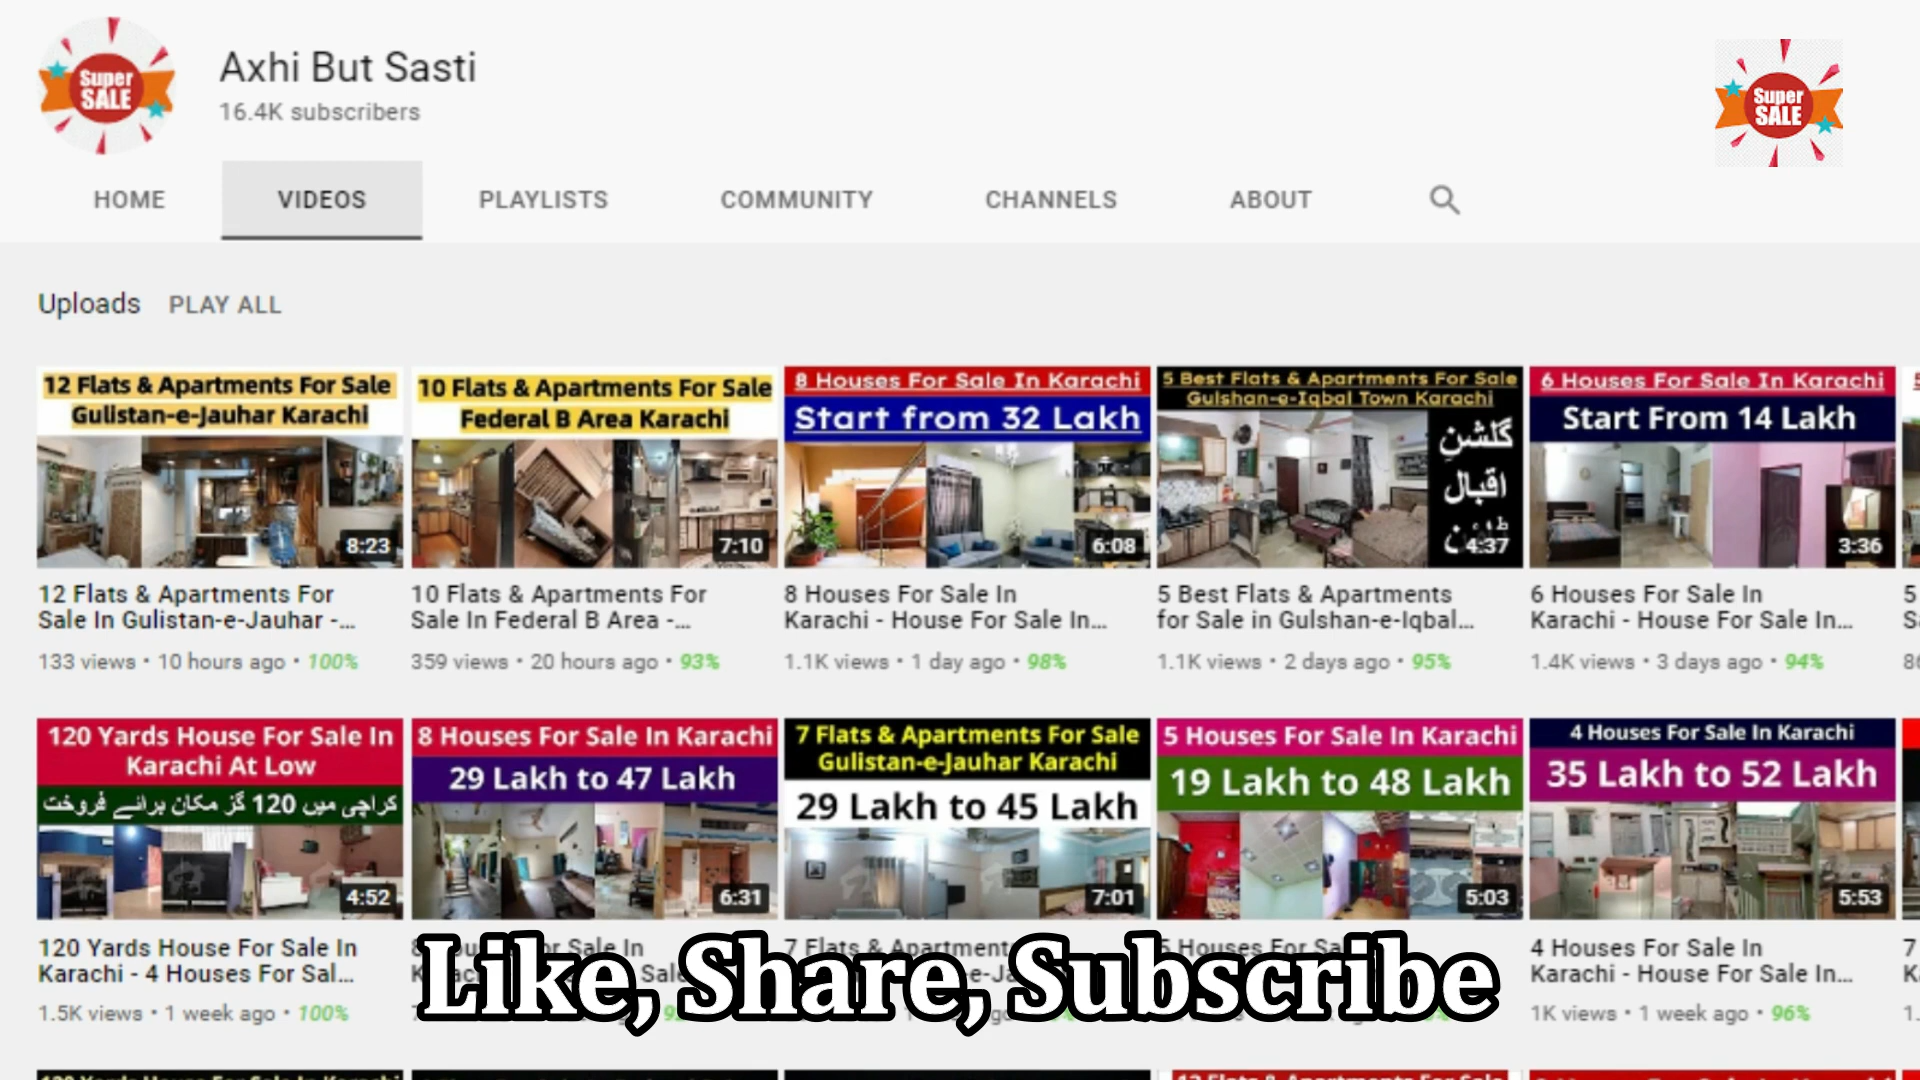 Super
SALE
Axhi But Sasti
16.4K subscribers
Super
SALE
HOME
VIDEOS
PLAYLISTS
COMMUNITY
CHANNELS
ABOUT
Uploads
PLAY ALL
12 Flats & Apartments For Sale
Gulistan-e-Jauhar Karachi
8:23
10 Flats & Apartments For Sale
Federal B Area Karachi
7:10
8 Houses For Sale In Karachi
Start from 32 Lakh
6:08
5 Best Flats & Apartments For Sale
Gulshan-e-Iqbal Town Karachi
گلشنِ
اقبال
ٹاؤن
4:37
6 Houses For Sale In Karachi
Start From 14 Lakh
3:36
12 Flats & Apartments For
Sale In Gulistan-e-Jauhar -...
133 views • 10 hours ago • 100%
10 Flats & Apartments For
Sale In Federal B Area -...
359 views • 20 hours ago • 93%
8 Houses For Sale In
Karachi - House For Sale In...
1.1K views • 1 day ago • 98%
5 Best Flats & Apartments
for Sale in Gulshan-e-Iqbal...
1.1K views • 2 days ago • 95%
6 Houses For Sale In
Karachi - House For Sale In...
1.4K views • 3 days ago • 94%
120 Yards House For Sale In
Karachi At Low
کراچی میں 120 گز مکان برائے فروخت
4:52
8 Houses For Sale In Karachi
29 Lakh to 47 Lakh
6:31
7 Flats & Apartments For Sale
Gulistan-e-Jauhar Karachi
29 Lakh to 45 Lakh
7:01
5 Houses For Sale In Karachi
19 Lakh to 48 Lakh
5:03
4 Houses For Sale In Karachi
35 Lakh to 52 Lakh
5:53
120 Yards House For Sale In
Karachi - 4 Houses For Sal...
1.5K views • 1 week ago • 100%
4 Houses For Sale In
Karachi - House For Sale In...
1K views • 1 week ago • 96%
Like, Share, Subscribe